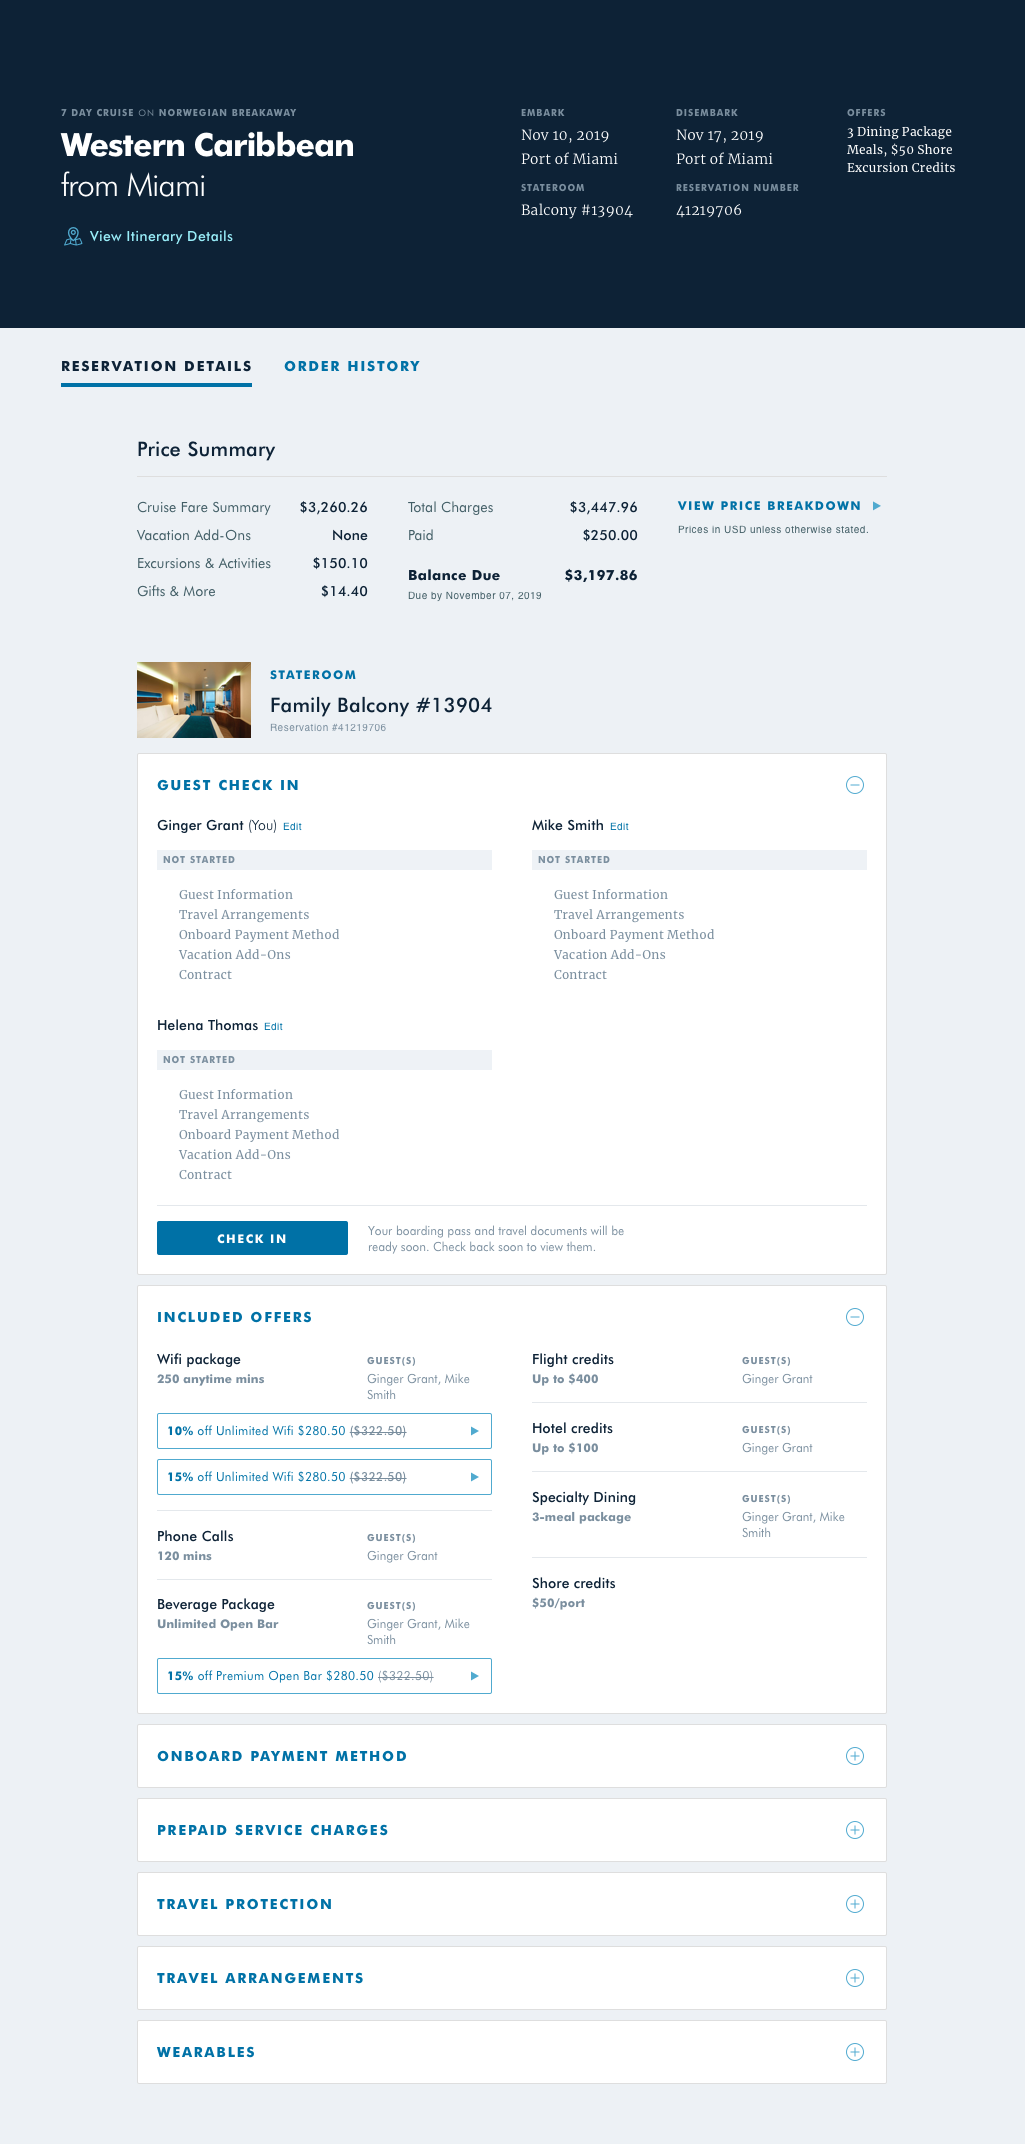 7 DAY CRUISE ON NORWEGIAN BREAKAWAY
Western Caribbean
from Miami
View Itinerary Details
EMBARK
Nov 10, 2019
Port of Miami
STATEROOM
Balcony #13904
DISEMBARK
Nov 17, 2019
Port of Miami
RESERVATION NUMBER
41219706
OFFERS
3 Dining Package
Meals, $50 Shore
Excursion Credits
RESERVATION DETAILS
ORDER HISTORY
Price Summary
Cruise Fare Summary $3,260.26
Vacation Add-Ons None
Excursions & Activities $150.10
Gifts & More $14.40
Total Charges $3,447.96
Paid $250.00
Balance Due $3,197.86
Due by November 07, 2019
VIEW PRICE BREAKDOWN
Prices in USD unless otherwise stated.
STATEROOM
Family Balcony #13904
Reservation #41219706
GUEST CHECK IN
Ginger Grant (You) Edit
NOT STARTED
Guest Information
Travel Arrangements
Onboard Payment Method
Vacation Add-Ons
Contract
Mike Smith Edit
NOT STARTED
Guest Information
Travel Arrangements
Onboard Payment Method
Vacation Add-Ons
Contract
Helena Thomas Edit
NOT STARTED
Guest Information
Travel Arrangements
Onboard Payment Method
Vacation Add-Ons
Contract
CHECK IN
Your boarding pass and travel documents will be
ready soon. Check back soon to view them.
INCLUDED OFFERS
Wifi package
250 anytime mins
GUEST(S)
Ginger Grant, Mike
Smith
10% off Unlimited Wifi $280.50 ($322.50)
15% off Unlimited Wifi $280.50 ($322.50)
Phone Calls
120 mins
GUEST(S)
Ginger Grant
Beverage Package
Unlimited Open Bar
GUEST(S)
Ginger Grant, Mike
Smith
15% off Premium Open Bar $280.50 ($322.50)
Flight credits
Up to $400
GUEST(S)
Ginger Grant
Hotel credits
Up to $100
GUEST(S)
Ginger Grant
Specialty Dining
3-meal package
GUEST(S)
Ginger Grant, Mike
Smith
Shore credits
$50/port
ONBOARD PAYMENT METHOD
PREPAID SERVICE CHARGES
TRAVEL PROTECTION
TRAVEL ARRANGEMENTS
WEARABLES